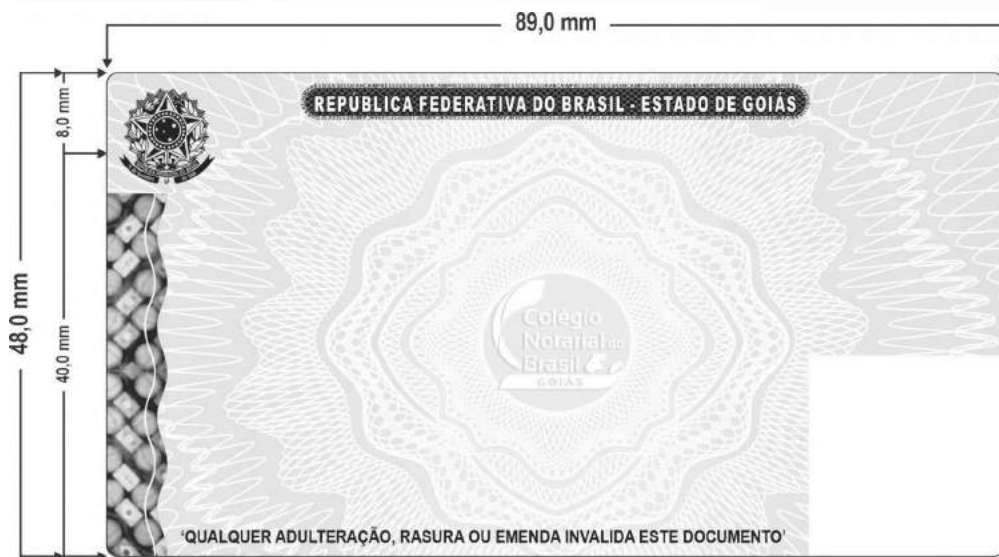 89,0 mm
8,0 mm
REPÚBLICA FEDERATIVA DO BRASIL - ESTADO DE GOIÁS
48,0 mm
40,0 mm
Colégio
Notarial do
Brasil
GOIÁS
'QUALQUER ADULTERAÇÃO, RASURA OU EMENDA INVALIDA ESTE DOCUMENTO'